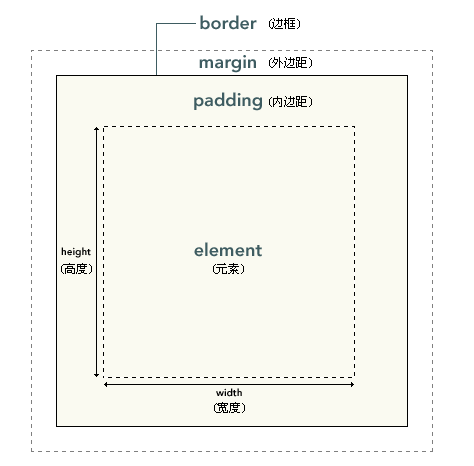 border (边框)
margin (外边距)
padding (内边距)
element
(元素)
height
(高度)
width
(宽度)